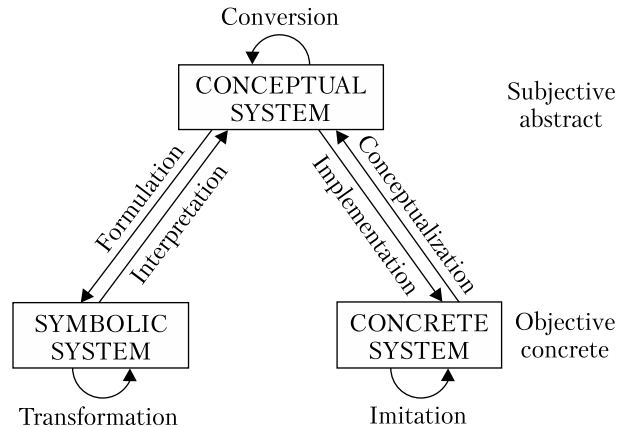 Conversion
CONCEPTUAL
SYSTEM
Subjective
abstract
Formulation
Interpretation
Implementation
Conceptualization
SYMBOLIC
SYSTEM
CONCRETE
SYSTEM
Objective
concrete
Transformation
Imitation